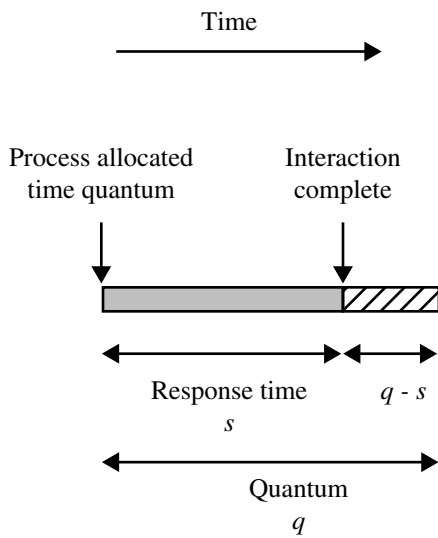 Time
Process allocated
time quantum
Interaction
complete
Response time
s
q - s
Quantum
q